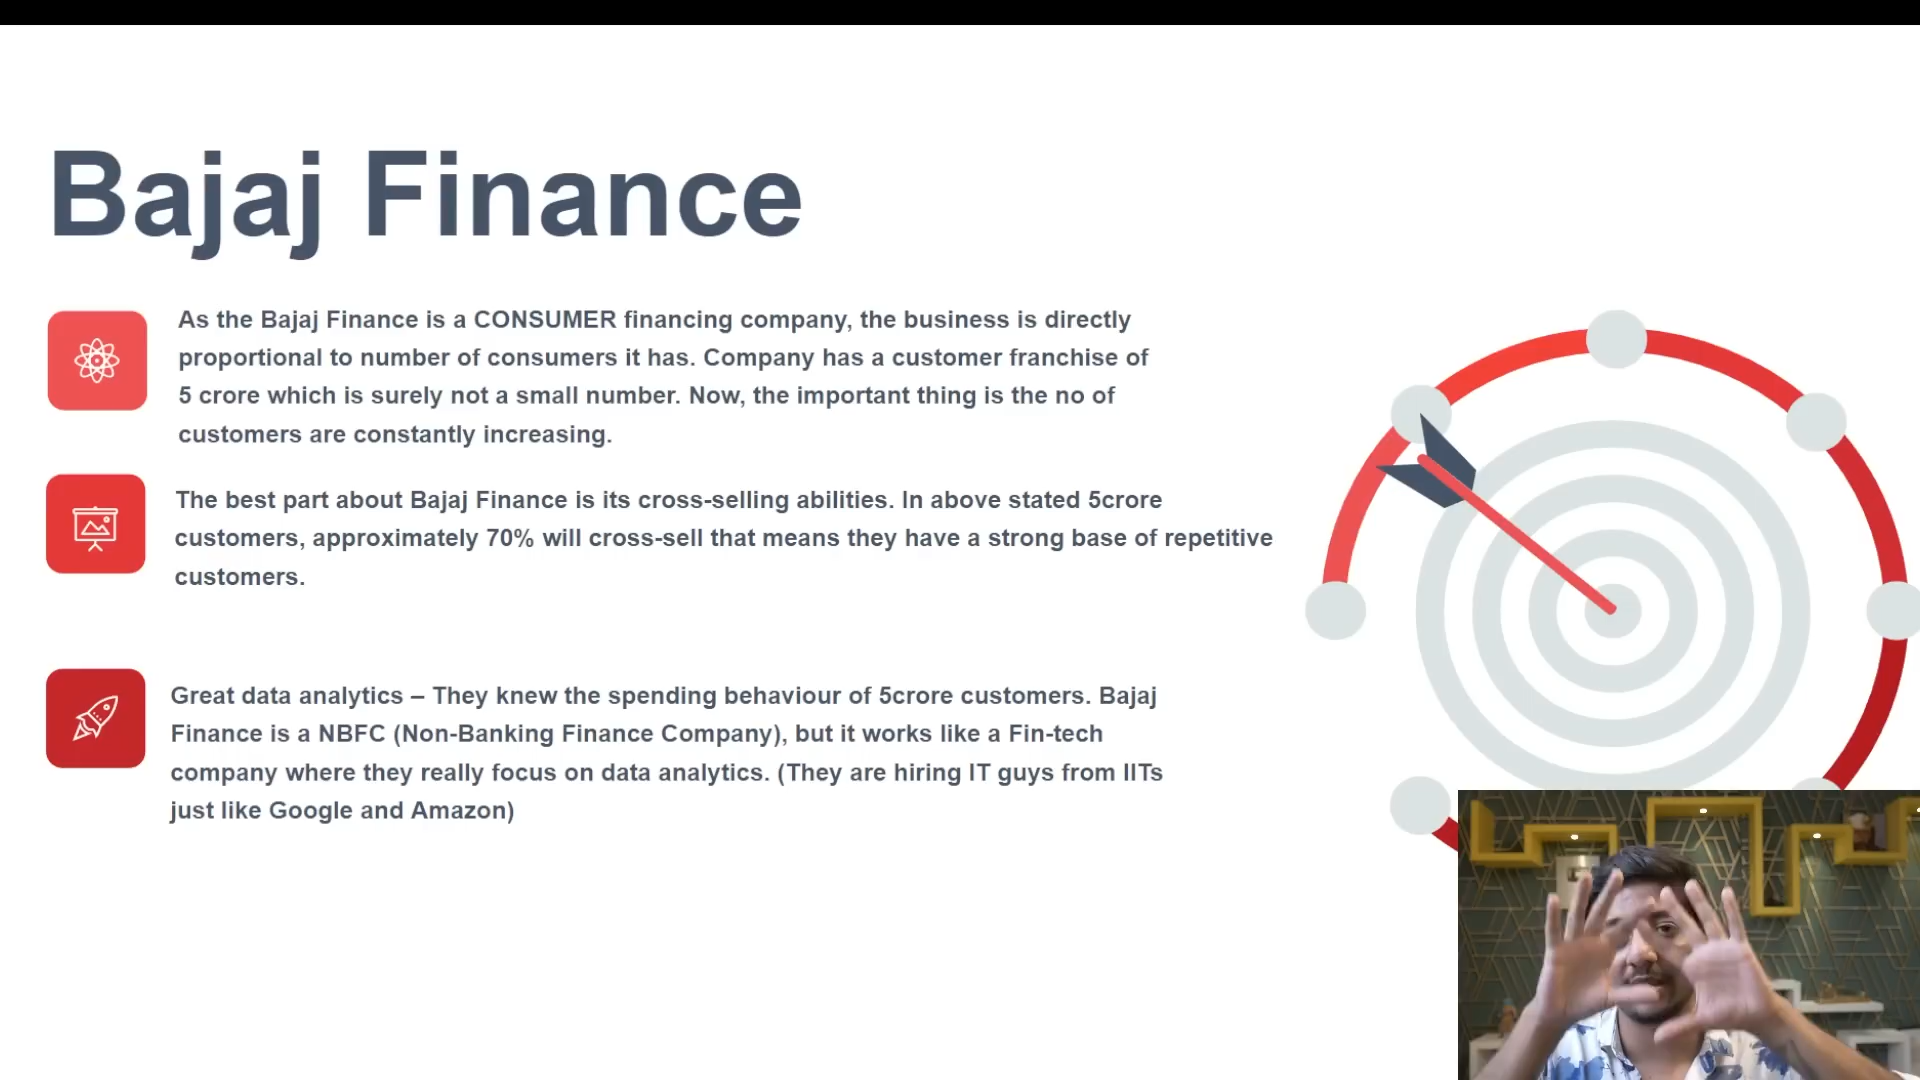 Bajaj Finance
As the Bajaj Finance is a CONSUMER financing company, the business is directly
proportional to number of consumers it has. Company has a customer franchise of
5 crore which is surely not a small number. Now, the important thing is the no of
customers are constantly increasing.
The best part about Bajaj Finance is its cross-selling abilities. In above stated 5crore
customers, approximately 70% will cross-sell that means they have a strong base of repetitive
customers.
Great data analytics – They knew the spending behaviour of 5crore customers. Bajaj
Finance is a NBFC (Non-Banking Finance Company), but it works like a Fin-tech
company where they really focus on data analytics. (They are hiring IT guys from IITs
just like Google and Amazon)